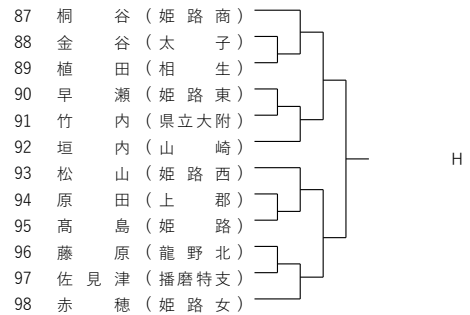 87 桐谷(姫路商)
88 金谷(太子)
89 植田(相生)
90 早瀬(姫路東)
91 竹内(県立大附)
92 垣内(山崎)
93 松山(姫路西)
94 原田(上郡)
95 髙島(姫路)
96 藤原(龍野北)
97 佐見津(播磨特支)
98 赤穂(姫路女)
H